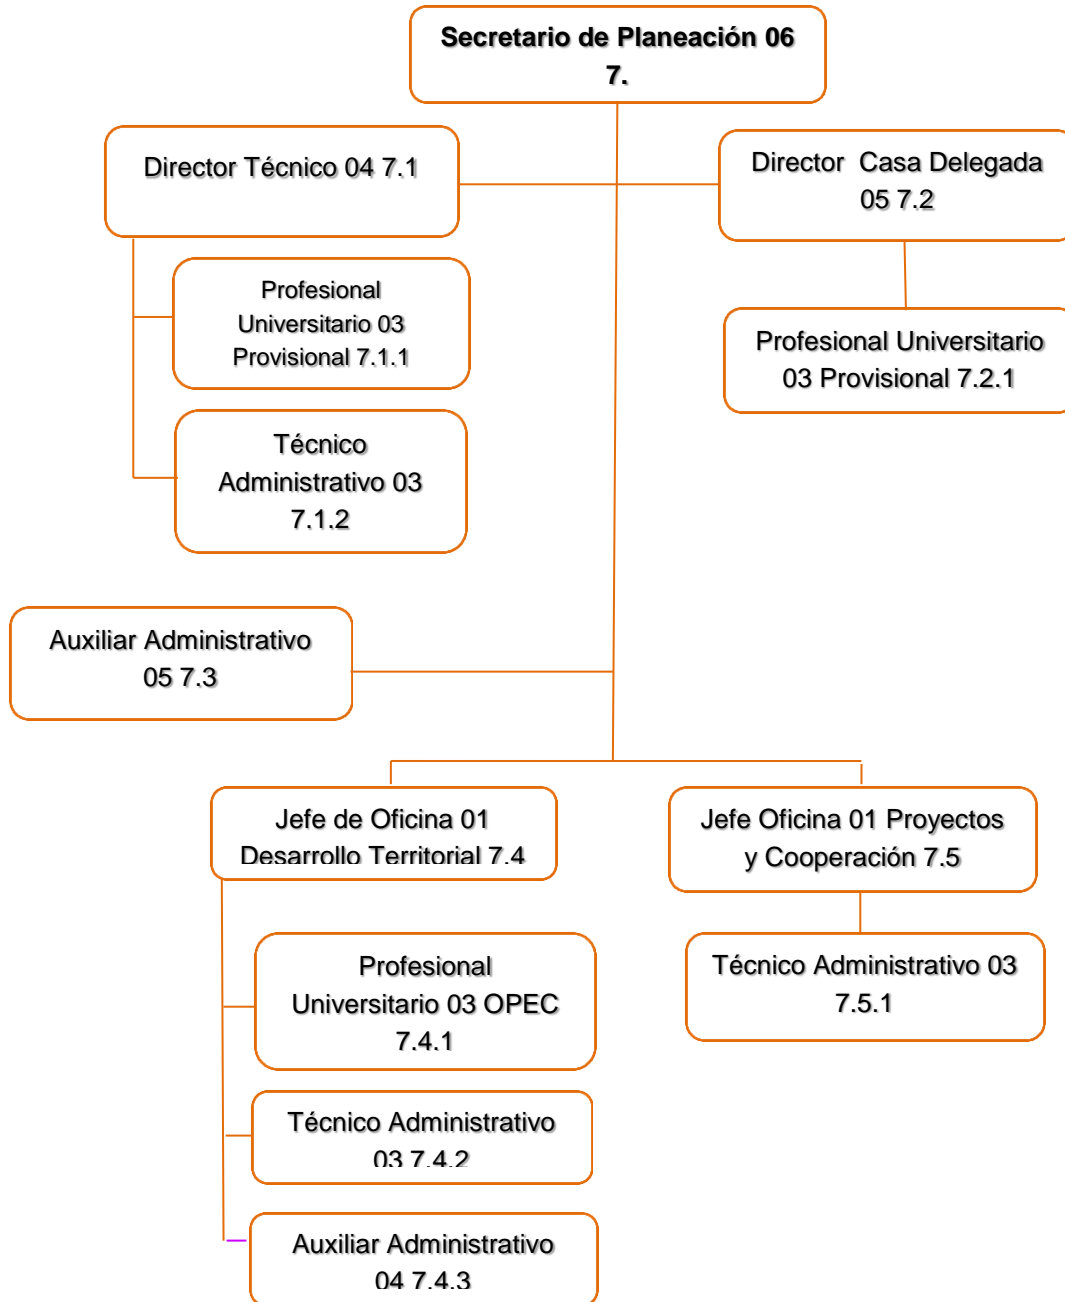 Secretario de Planeación 06
7.
Director Técnico 04 7.1
Director Casa Delegada
05 7.2
Profesional
Universitario 03
Provisional 7.1.1
Profesional Universitario
03 Provisional 7.2.1
Técnico
Administrativo 03
7.1.2
Auxiliar Administrativo
05 7.3
Jefe de Oficina 01
Desarrollo Territorial 7.4
Jefe Oficina 01 Proyectos
y Cooperación 7.5
Profesional
Universitario 03 OPEC
7.4.1
Técnico Administrativo 03
7.5.1
Técnico Administrativo
03 7.4.2
Auxiliar Administrativo
04 7.4.3